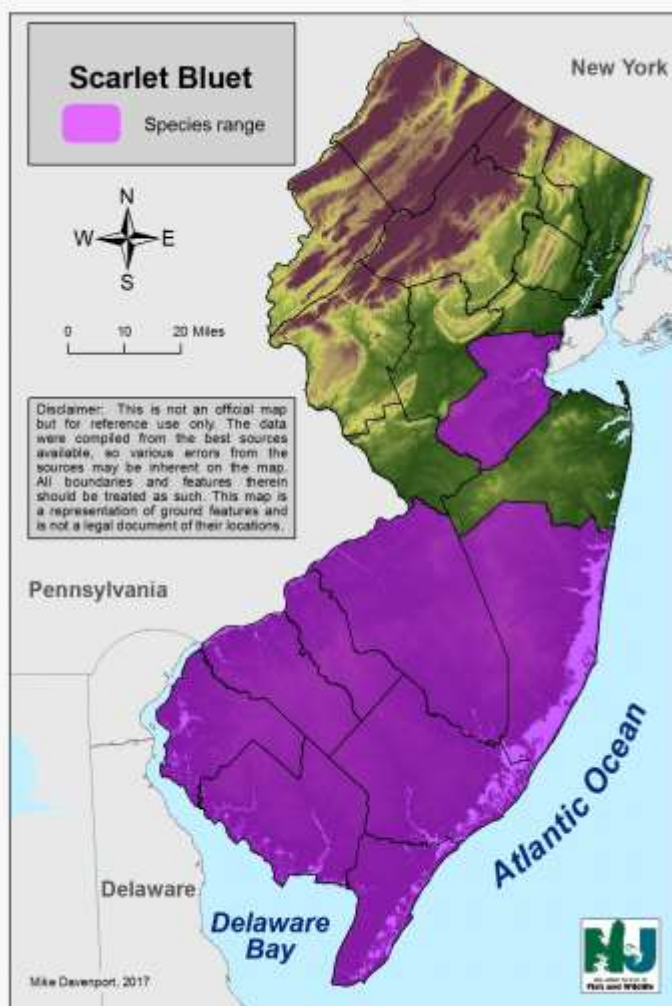 Scarlet Bluet
Species range
New York
N
W E
S
0 10 20 Miles
Disclaimer: This is not an official map
but for reference use only. The data
were compiled from the best sources
available, so various errors from the
sources may be inherent on the map.
All boundaries and features therein
should be treated as such. This map is
a representation of ground features and
is not a legal document of their locations.
Pennsylvania
Atlantic Ocean
Delaware
Delaware
Bay
Mike Davenport, 2017
NJ
Fish and Wildlife